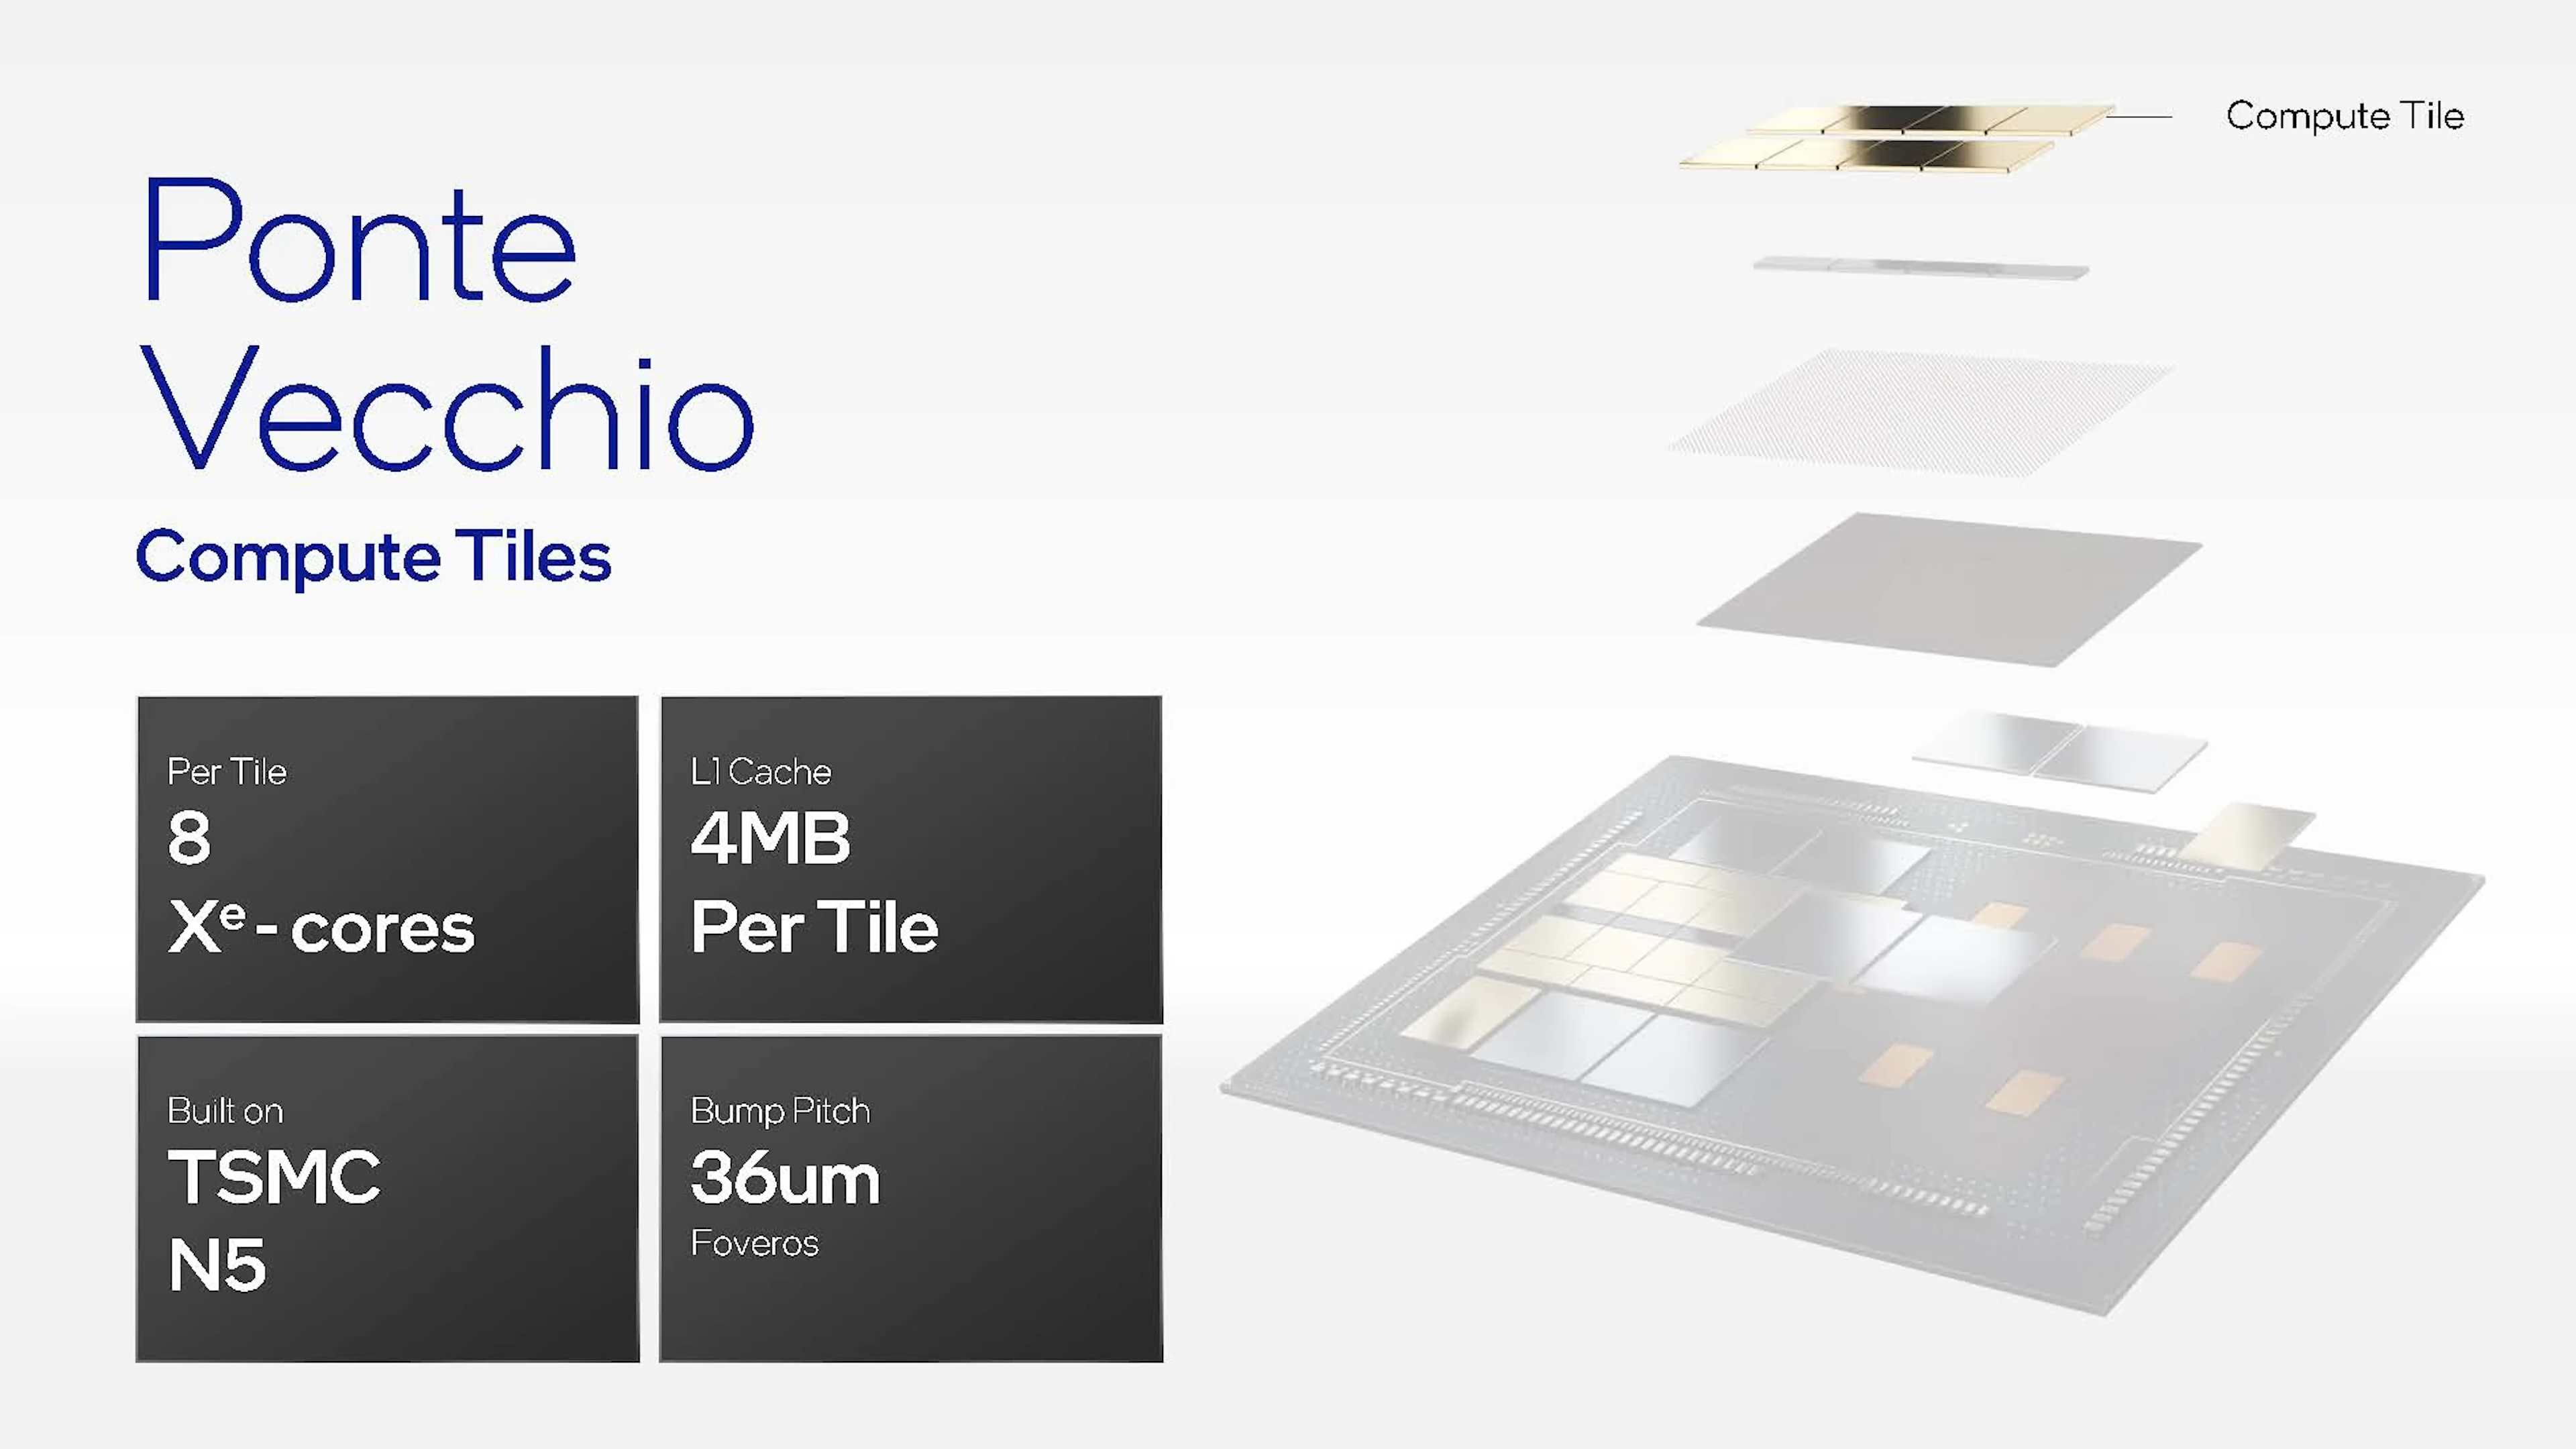 Compute Tile
Ponte
Vecchio
Compute Tiles
Per Tile
8
Xᵉ - cores
L1 Cache
4MB
Per Tile
Built on
TSMC
N5
Bump Pitch
36um
Foveros